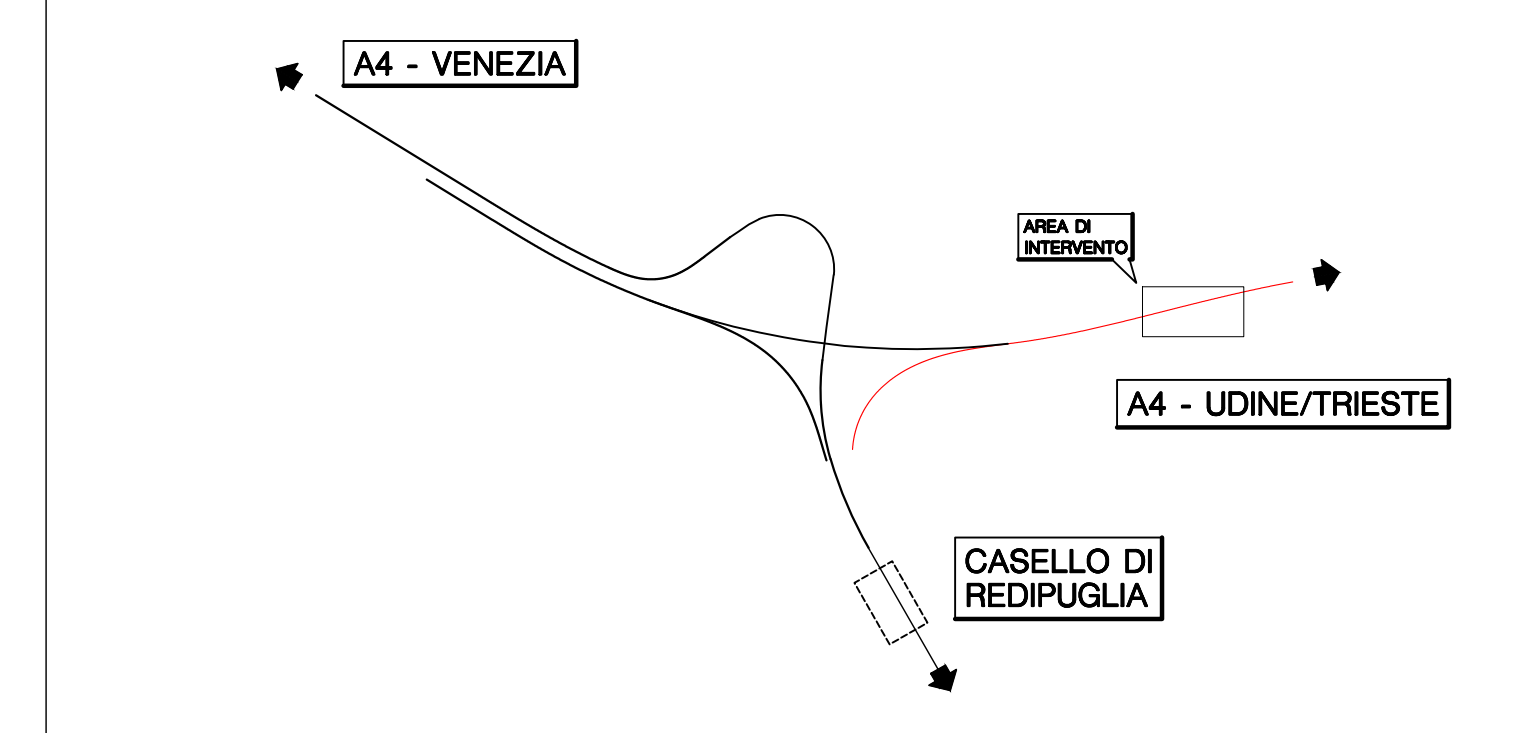 A4 - VENEZIA
AREA DI
INTERVENTO
A4 - UDINE/TRIESTE
CASELLO DI
REDIPUGLIA